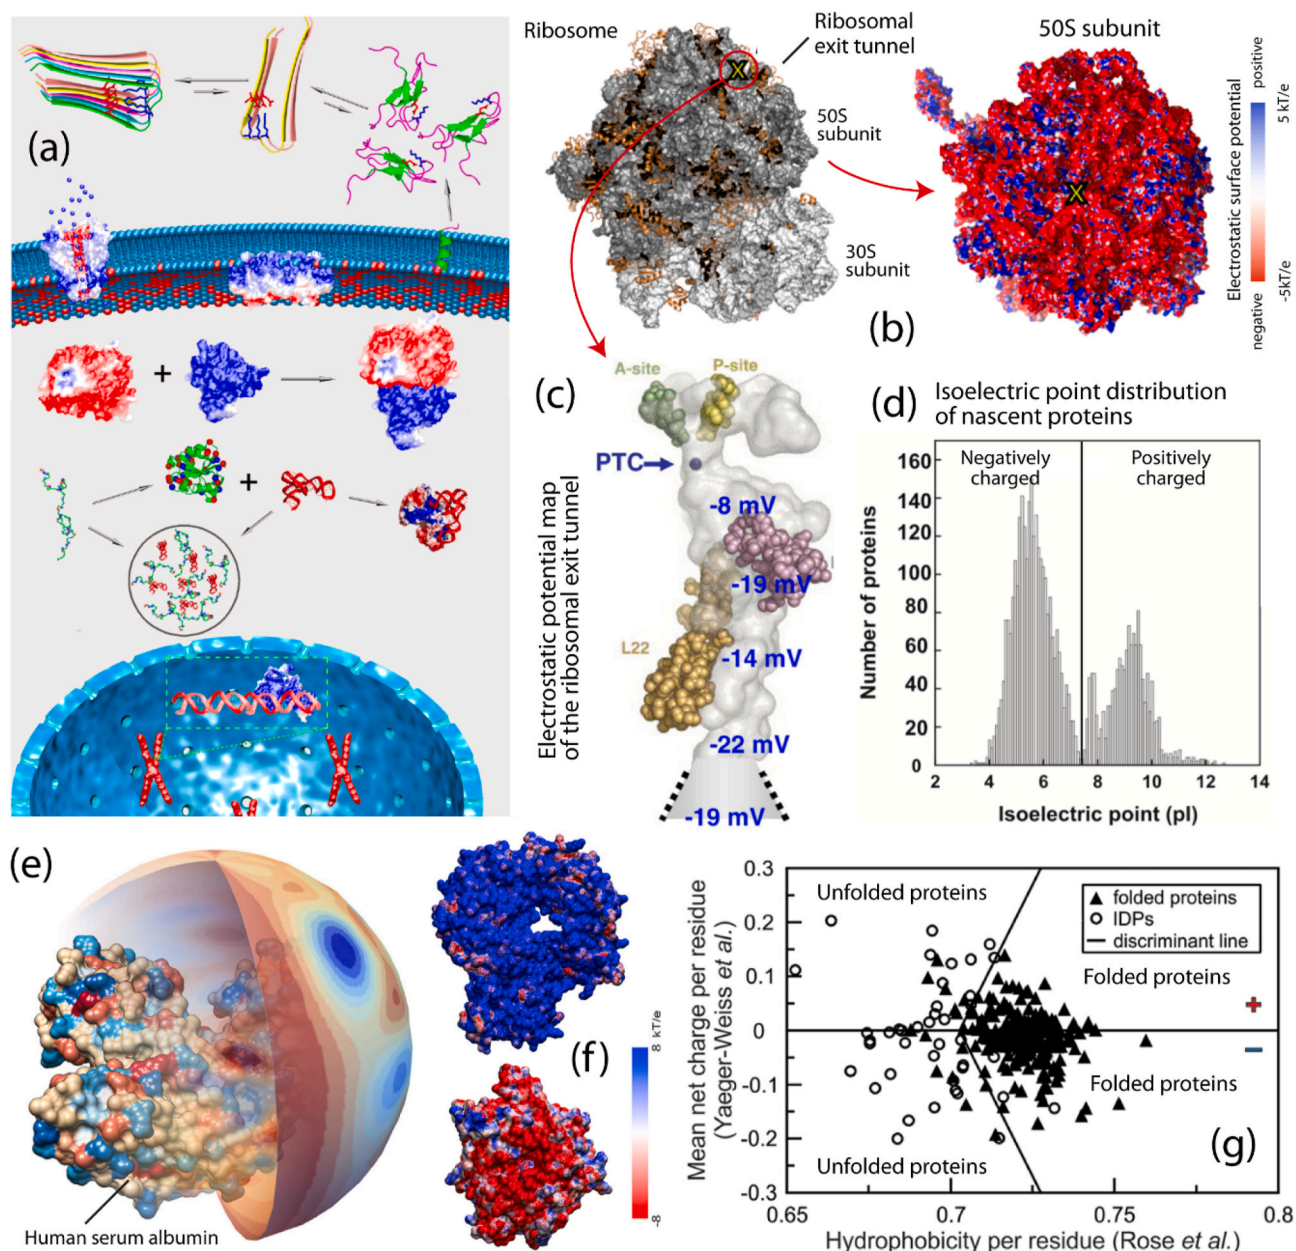 (a)
Ribosome
Ribosomal
exit tunnel
50S
subunit
30S
subunit
50S subunit
X
X
(b)
Electrostatic surface potential
positive
5 kT/e
negative
-5kT/e
(c)
A-site
P-site
PTC
-8 mV
-19 mV
L22
-14 mV
-22 mV
-19 mV
Electrostatic potential map
of the ribosomal exit tunnel
(d)
Isoelectric point distribution
of nascent proteins
Negatively
charged
Positively
charged
Number of proteins
160
140
120
100
80
60
40
20
0
2 4 6 8 10 12 14
Isoelectric point (pI)
+
+
(e)
Human serum albumin
(f)
8 kT/e
-8
(g)
Unfolded proteins
folded proteins
IDPs
discriminant line
Folded proteins
+
−
Folded proteins
Unfolded proteins
Mean net charge per residue
(Yaeger-Weiss et al.)
0.3
0.2
0.1
0
-0.1
-0.2
-0.3
0.65 0.7 0.75 0.8
Hydrophobicity per residue (Rose et al.)